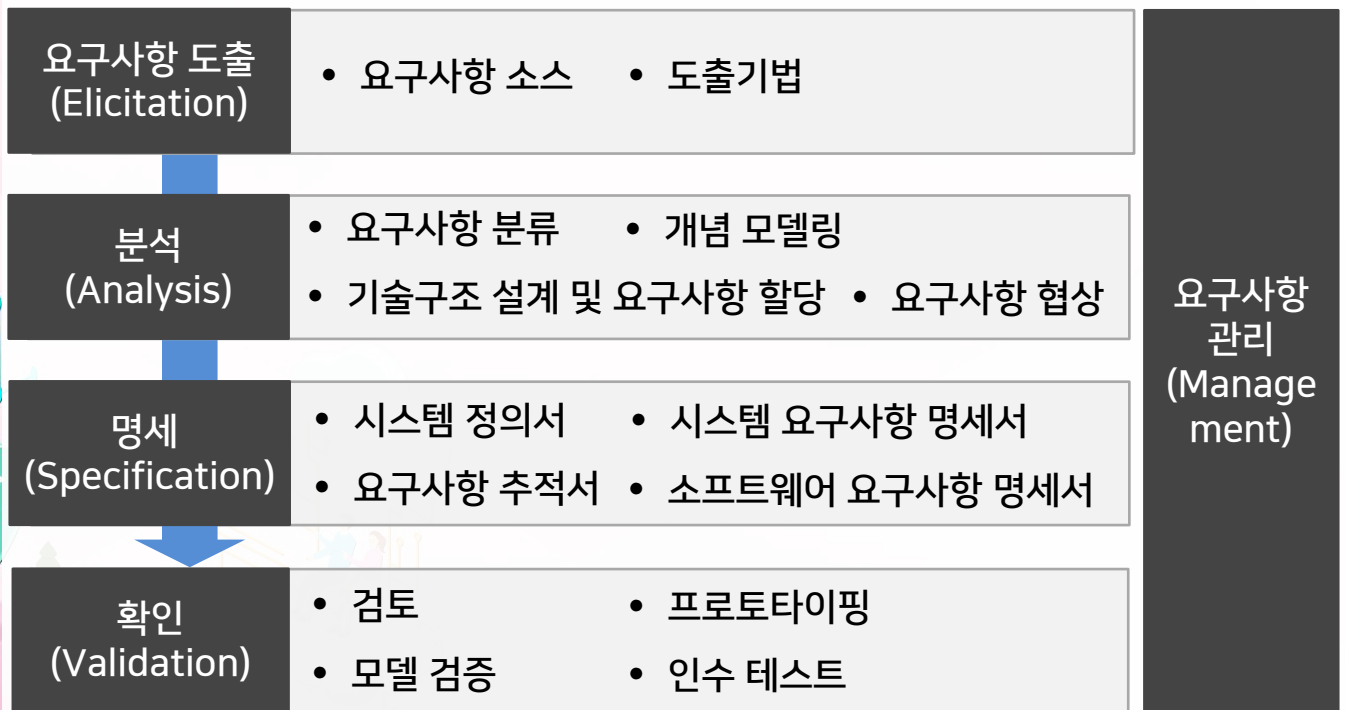 요구사항 도출
(Elicitation)
• 요구사항 소스 • 도출기법
분석
(Analysis)
• 요구사항 분류 • 개념 모델링
• 기술구조 설계 및 요구사항 할당 • 요구사항 협상
명세
(Specification)
• 시스템 정의서 • 시스템 요구사항 명세서
• 요구사항 추적서 • 소프트웨어 요구사항 명세서
확인
(Validation)
• 검토 • 프로토타이핑
• 모델 검증 • 인수 테스트
요구사항
관리
(Manage
ment)